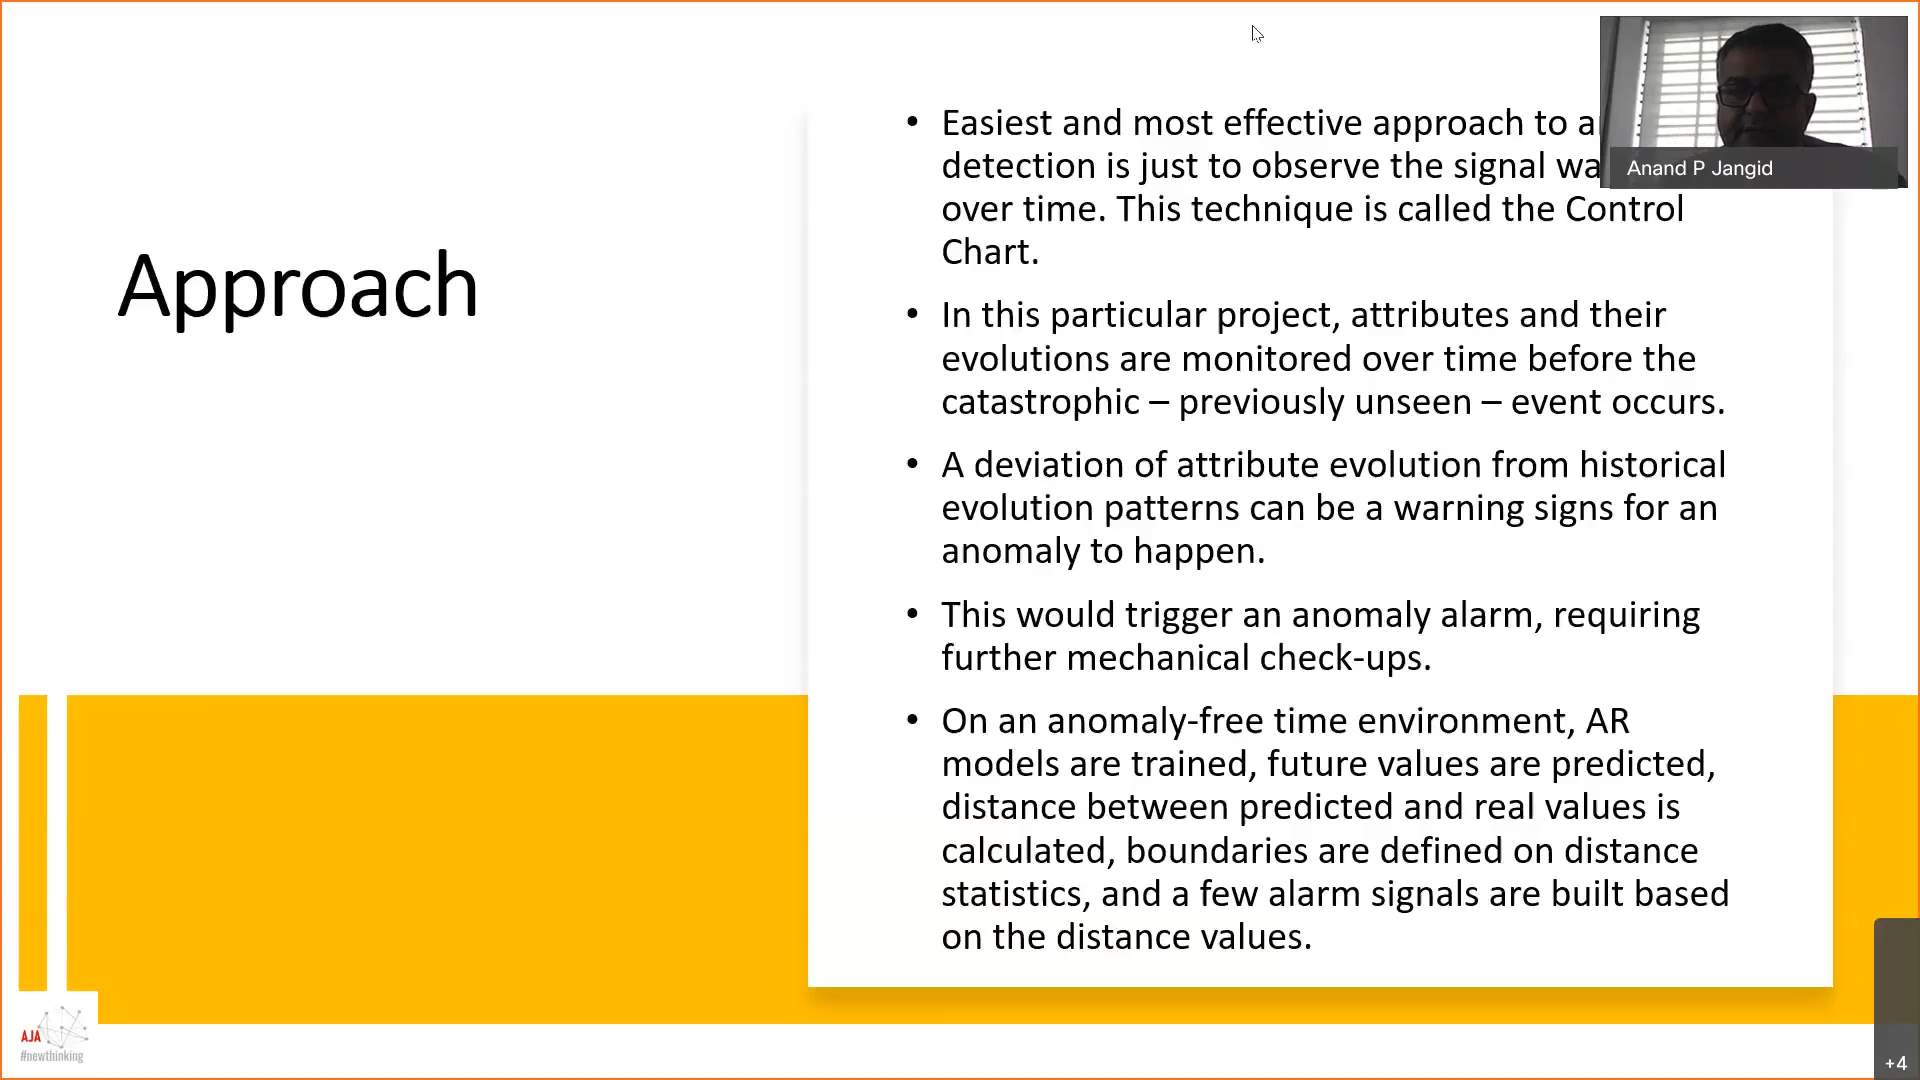 Approach
• Easiest and most effective approach to
detection is just to observe the signal
over time. This technique is called the Control
Chart.
• In this particular project, attributes and their
evolutions are monitored over time before the
catastrophic – previously unseen – event occurs.
• A deviation of attribute evolution from historical
evolution patterns can be a warning signs for an
anomaly to happen.
• This would trigger an anomaly alarm, requiring
further mechanical check-ups.
• On an anomaly-free time environment, AR
models are trained, future values are predicted,
distance between predicted and real values is
calculated, boundaries are defined on distance
statistics, and a few alarm signals are built based
on the distance values.
Anand P Jangid
AJA
#newthinking
+4